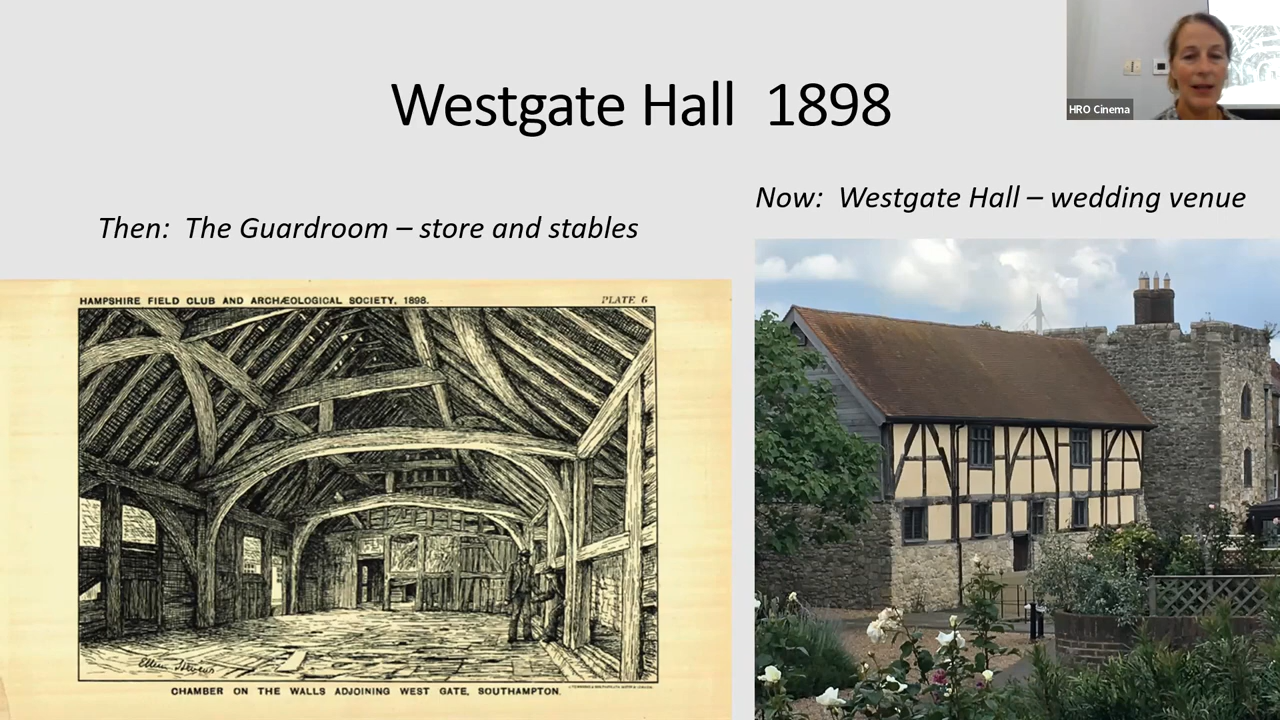 Westgate Hall 1898
HRO Cinema
Then: The Guardroom – store and stables
Now: Westgate Hall – wedding venue
HAMPSHIRE FIELD CLUB AND ARCHÆOLOGICAL SOCIETY, 1898.
PLATE 6
CHAMBER ON THE WALLS ADJOINING WEST GATE, SOUTHAMPTON.